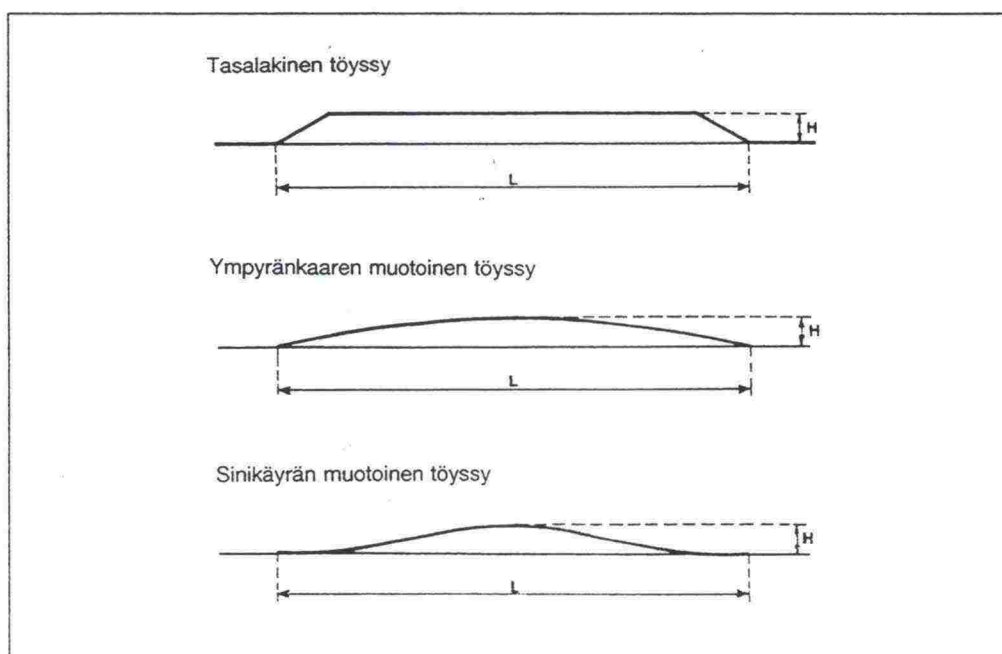 Tasalakinen töyssy
H
L
Ympyränkaaren muotoinen töyssy
H
L
Sinikäyrän muotoinen töyssy
H
L